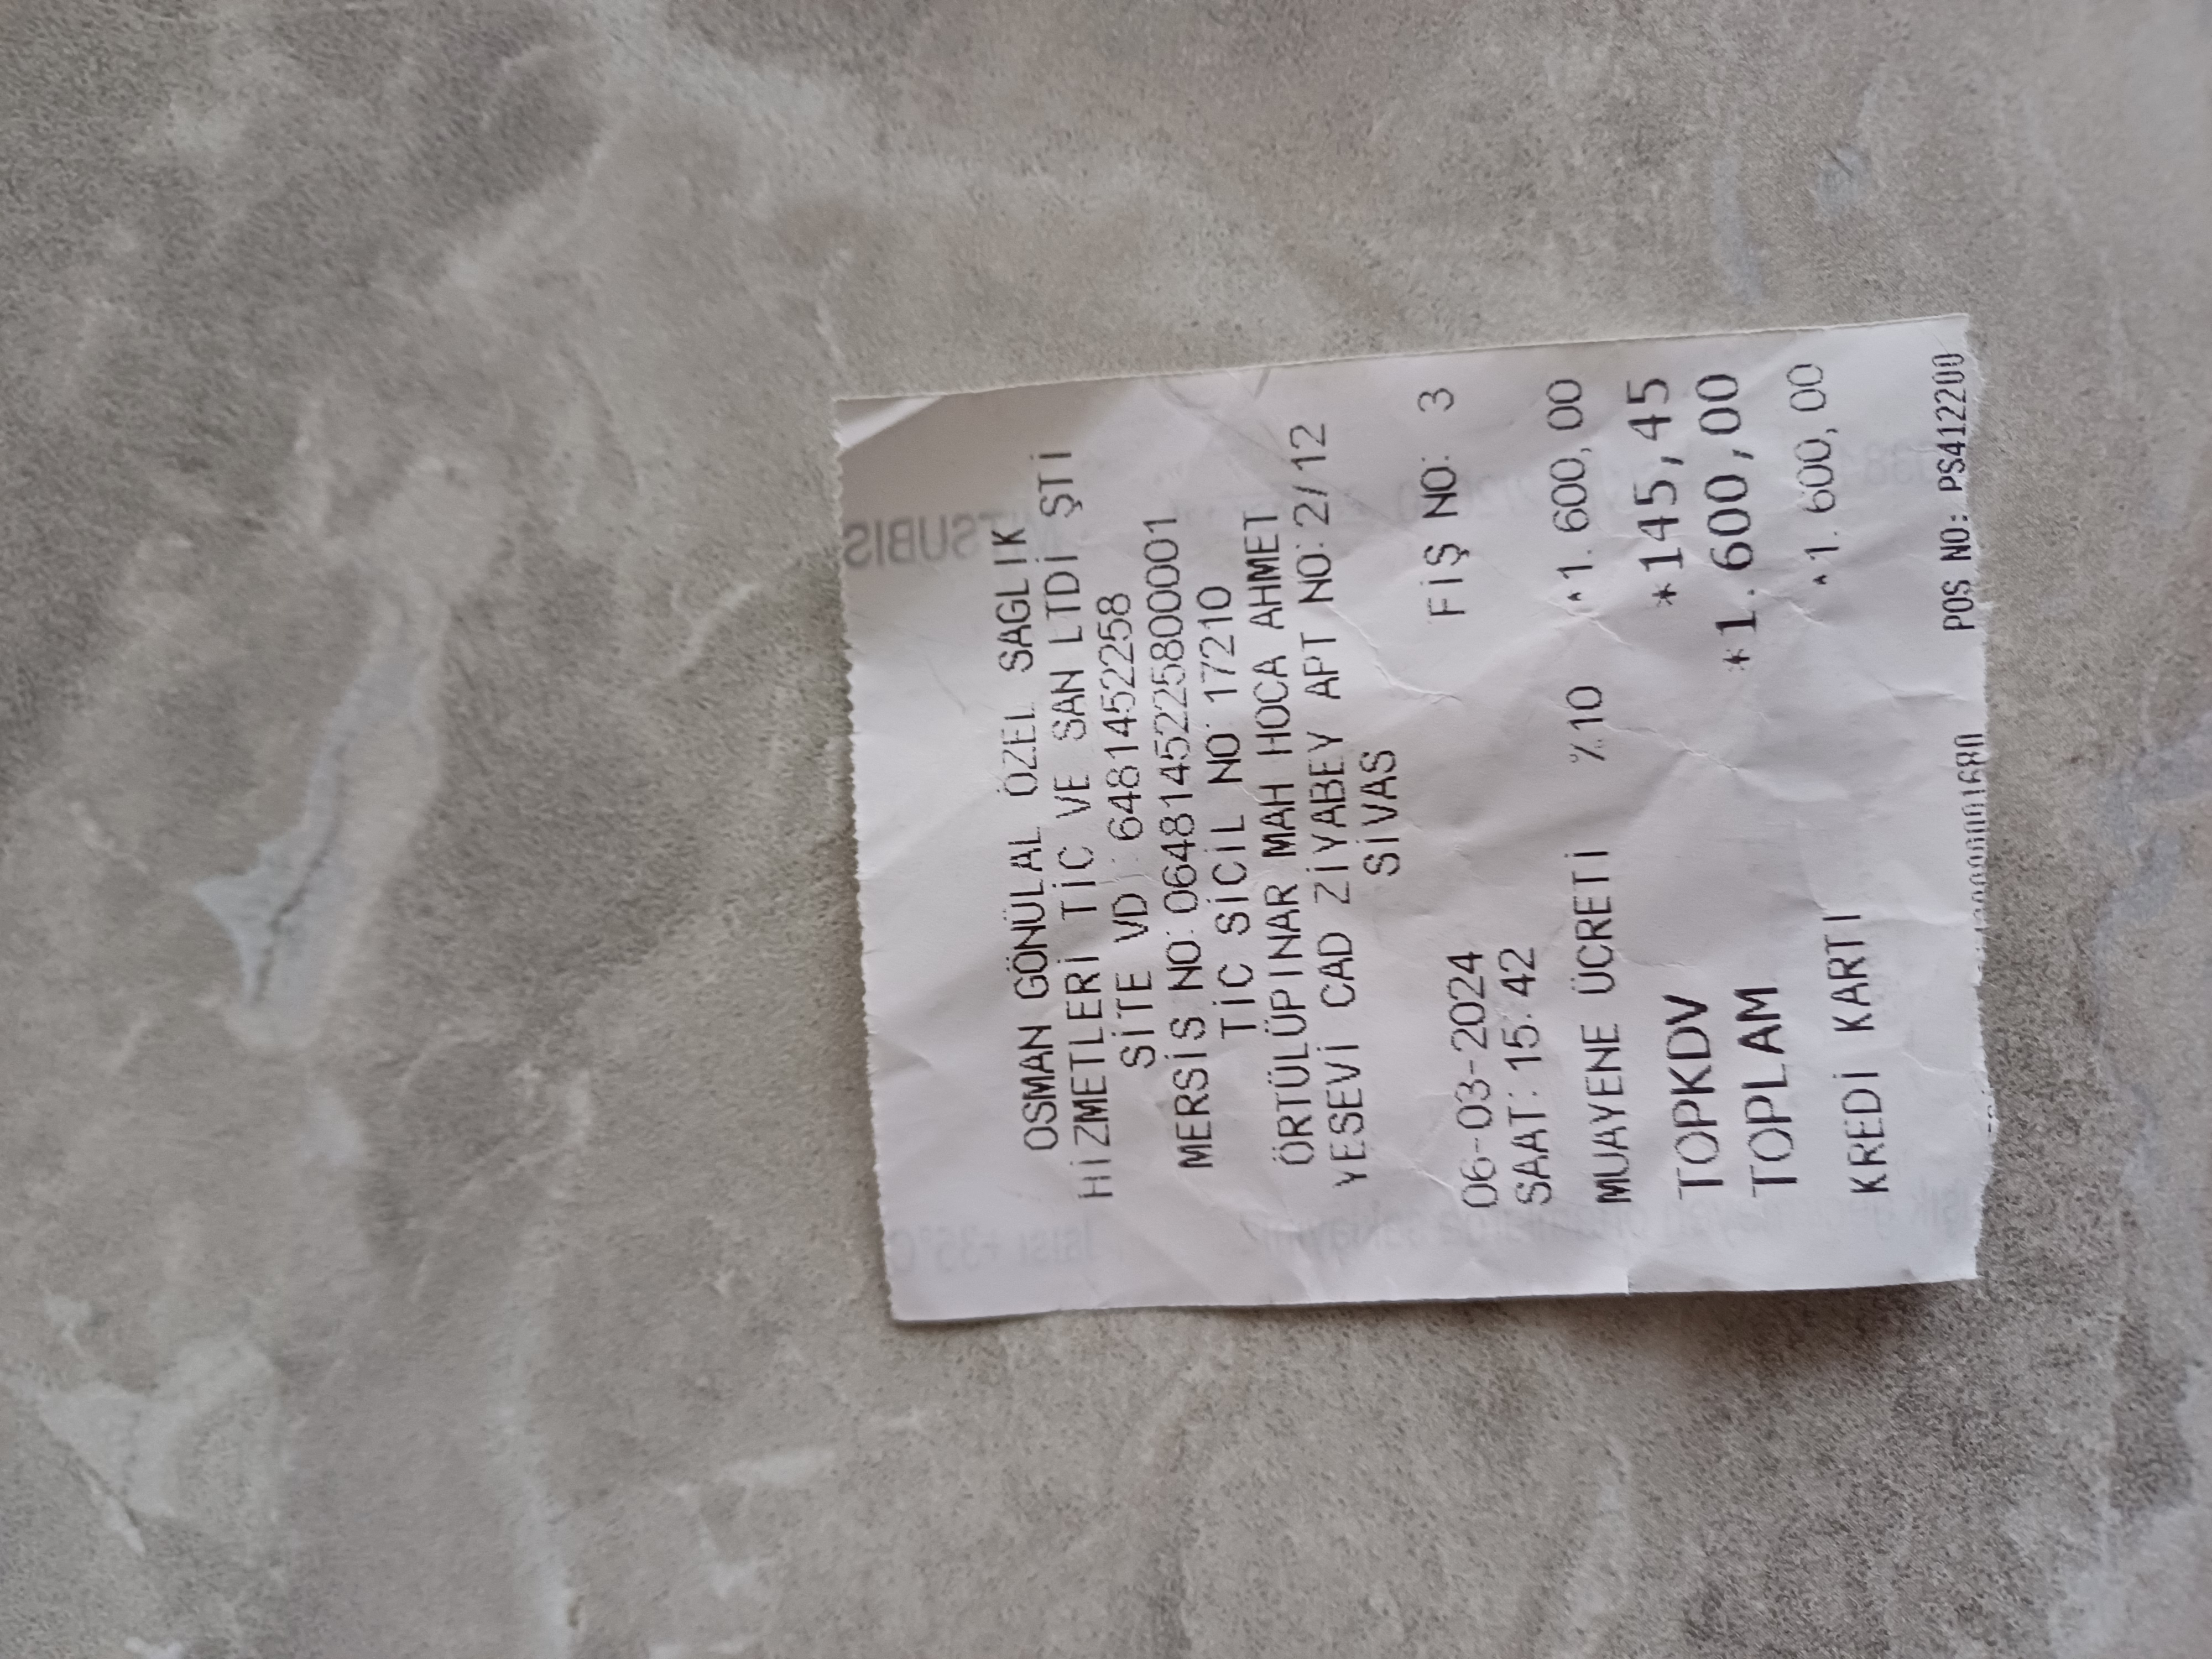 OSMAN GÖNÜLAL ÖZEL SAGLIK
HİZMETLERİ TİC VE SAN LTDİ ŞTİ
SİTE VD : 6481452258
MERSİS NO: 0648145225800001
TİC SİCİL NO: 17210
ÖRTÜLÜPINAR MAH HOCA AHMET
YESEVİ CAD ZİYABEY APT NO: 2/12
SİVAS
06-03-2024 FİŞ NO: 3
SAAT: 15:42
MUAYENE ÜCRETİ %10 *1.600,00
TOPKDV *145,45
TOPLAM *1.600,00
KREDİ KARTI *1.600,00
POS NO: PS412200